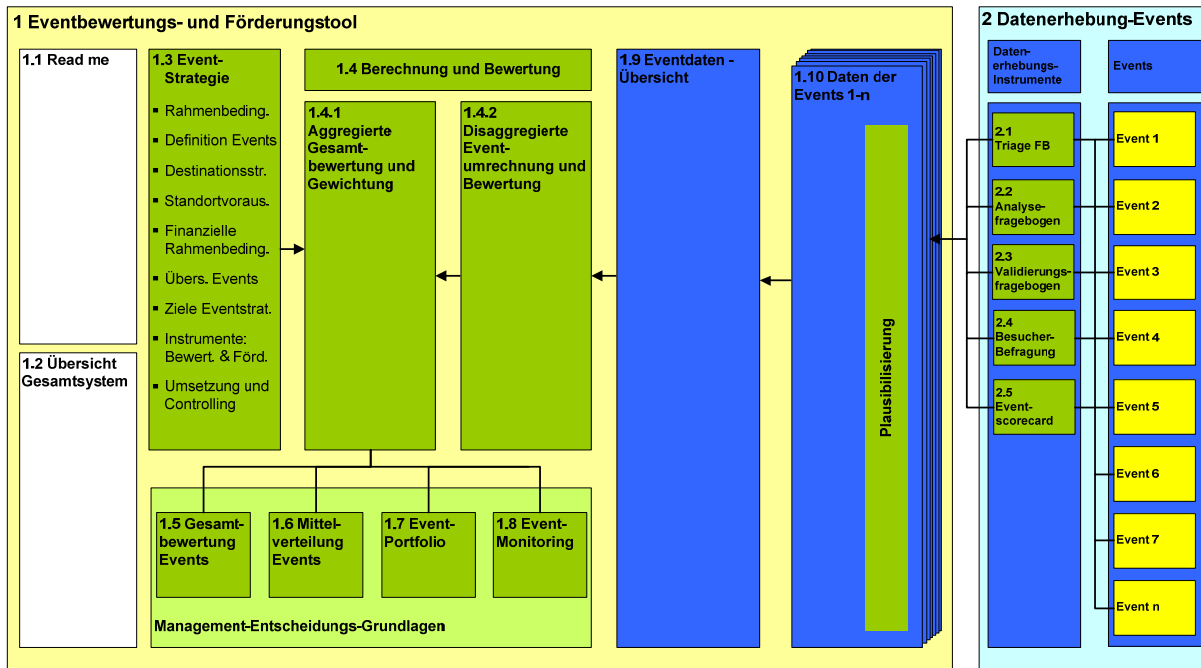 1 Eventbewertungs- und Förderungstool
1.1 Read me
1.2 Übersicht
Gesamtsystem
1.3 Event-
Strategie
▪ Rahmenbeding.
▪ Definition Events
▪ Destinationsstr.
▪ Standortvoraus.
▪ Finanzielle
Rahmenbeding.
▪ Übers. Events
▪ Ziele Eventstrat.
▪ Instrumente:
Bewert. & Förd.
▪ Umsetzung und
Controlling
1.4 Berechnung und Bewertung
1.4.1
Aggregierte
Gesamt-
bewertung und
Gewichtung
1.4.2
Disaggregierte
Event-
umrechnung und
Bewertung
1.5 Gesamt-
bewertung
Events
1.6 Mittel-
verteilung
Events
1.7 Event-
Portfolio
1.8 Event-
Monitoring
Management-Entscheidungs-Grundlagen
1.9 Eventdaten -
Übersicht
1.10 Daten der
Events 1-n
Plausibilisierung
2 Datenerhebung-Events
Daten-
erhebungs-
Instrumente
2.1
Triage FB
2.2
Analyse-
fragebogen
2.3
Validierungs-
fragebogen
2.4
Besucher-
Befragung
2.5
Event-
scorecard
Events
Event 1
Event 2
Event 3
Event 4
Event 5
Event 6
Event 7
Event n